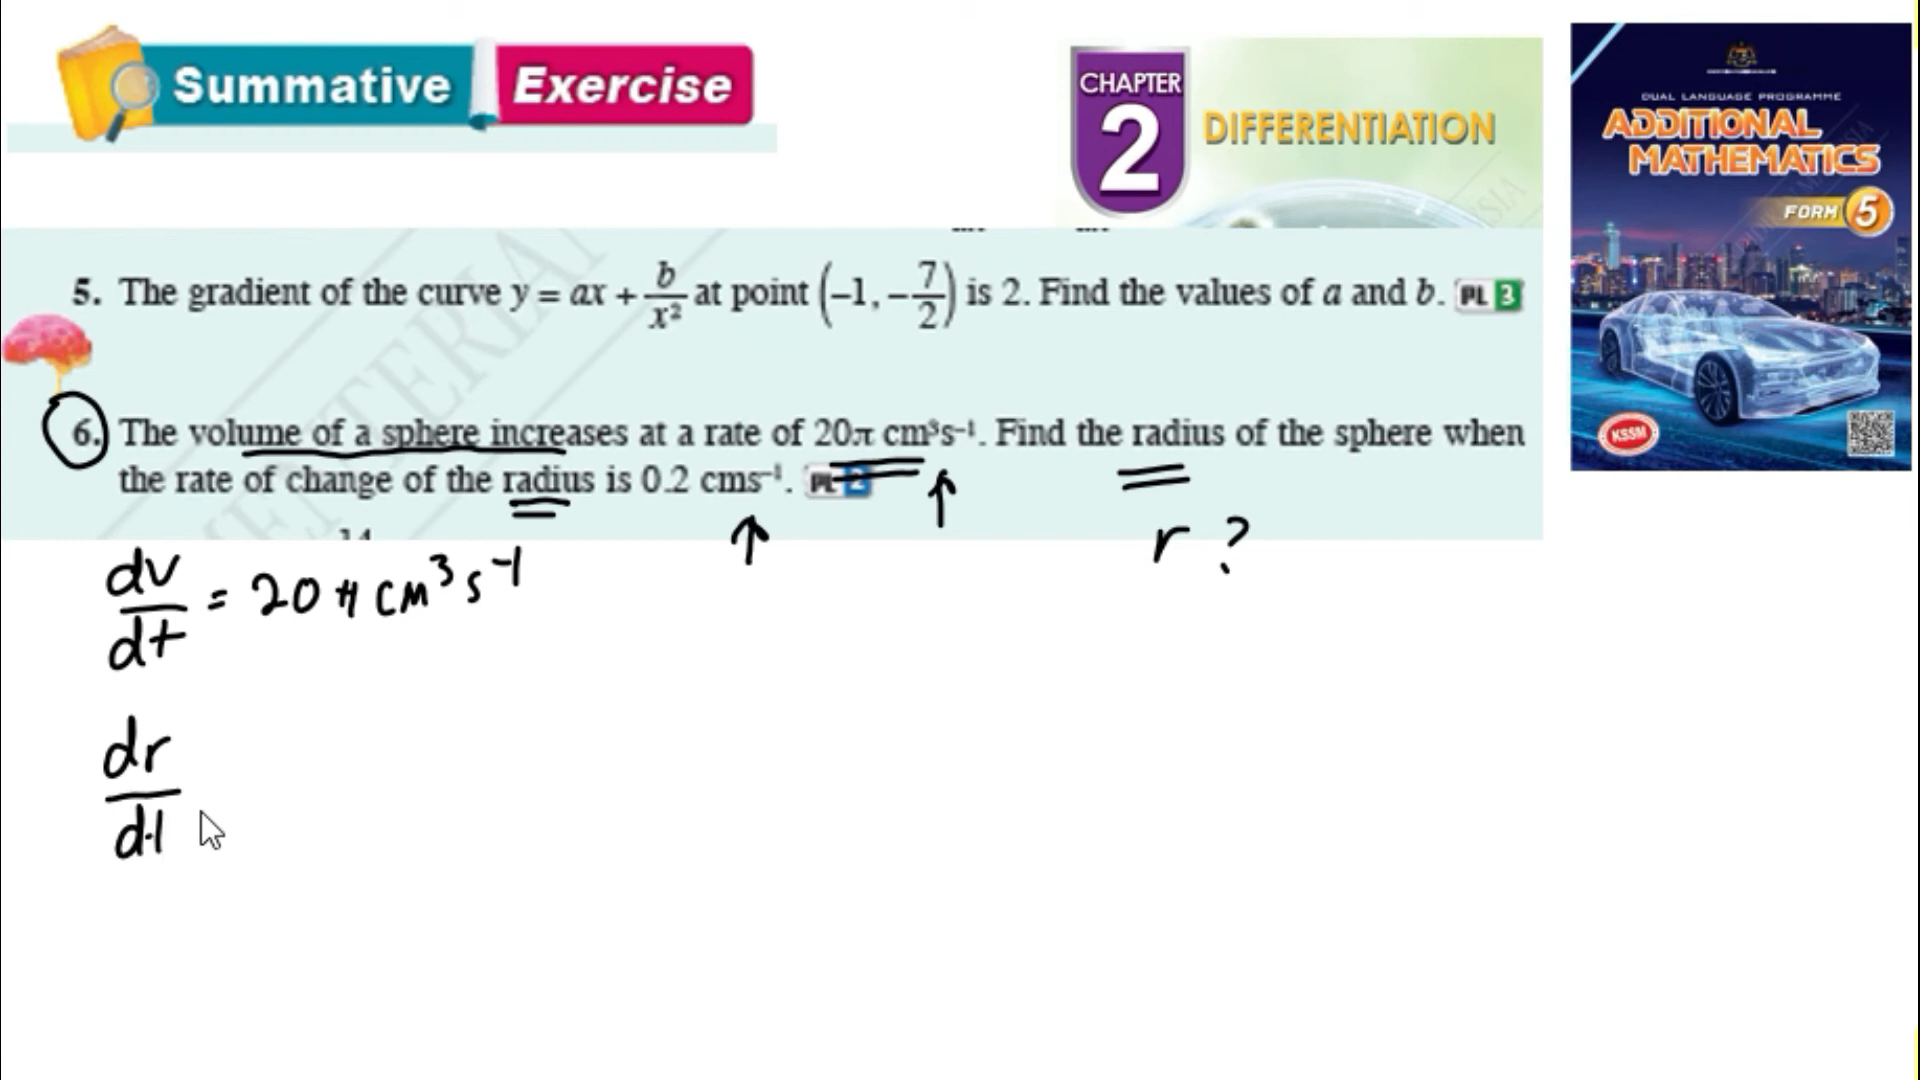 Summative Exercise
CHAPTER
2
DIFFERENTIATION
DUAL LANGUAGE PROGRAMME
ADDITIONAL
MATHEMATICS
FORM 5
KSSM
5. The gradient of the curve y = ax + b/x² at point (–1, –7/2) is 2. Find the values of a and b. PL 3
6. The volume of a sphere increases at a rate of 20π cm³s⁻¹. Find the radius of the sphere when
the rate of change of the radius is 0.2 cms⁻¹. PL 2
r ?
dv/dt = 20π cm³s⁻¹
dr